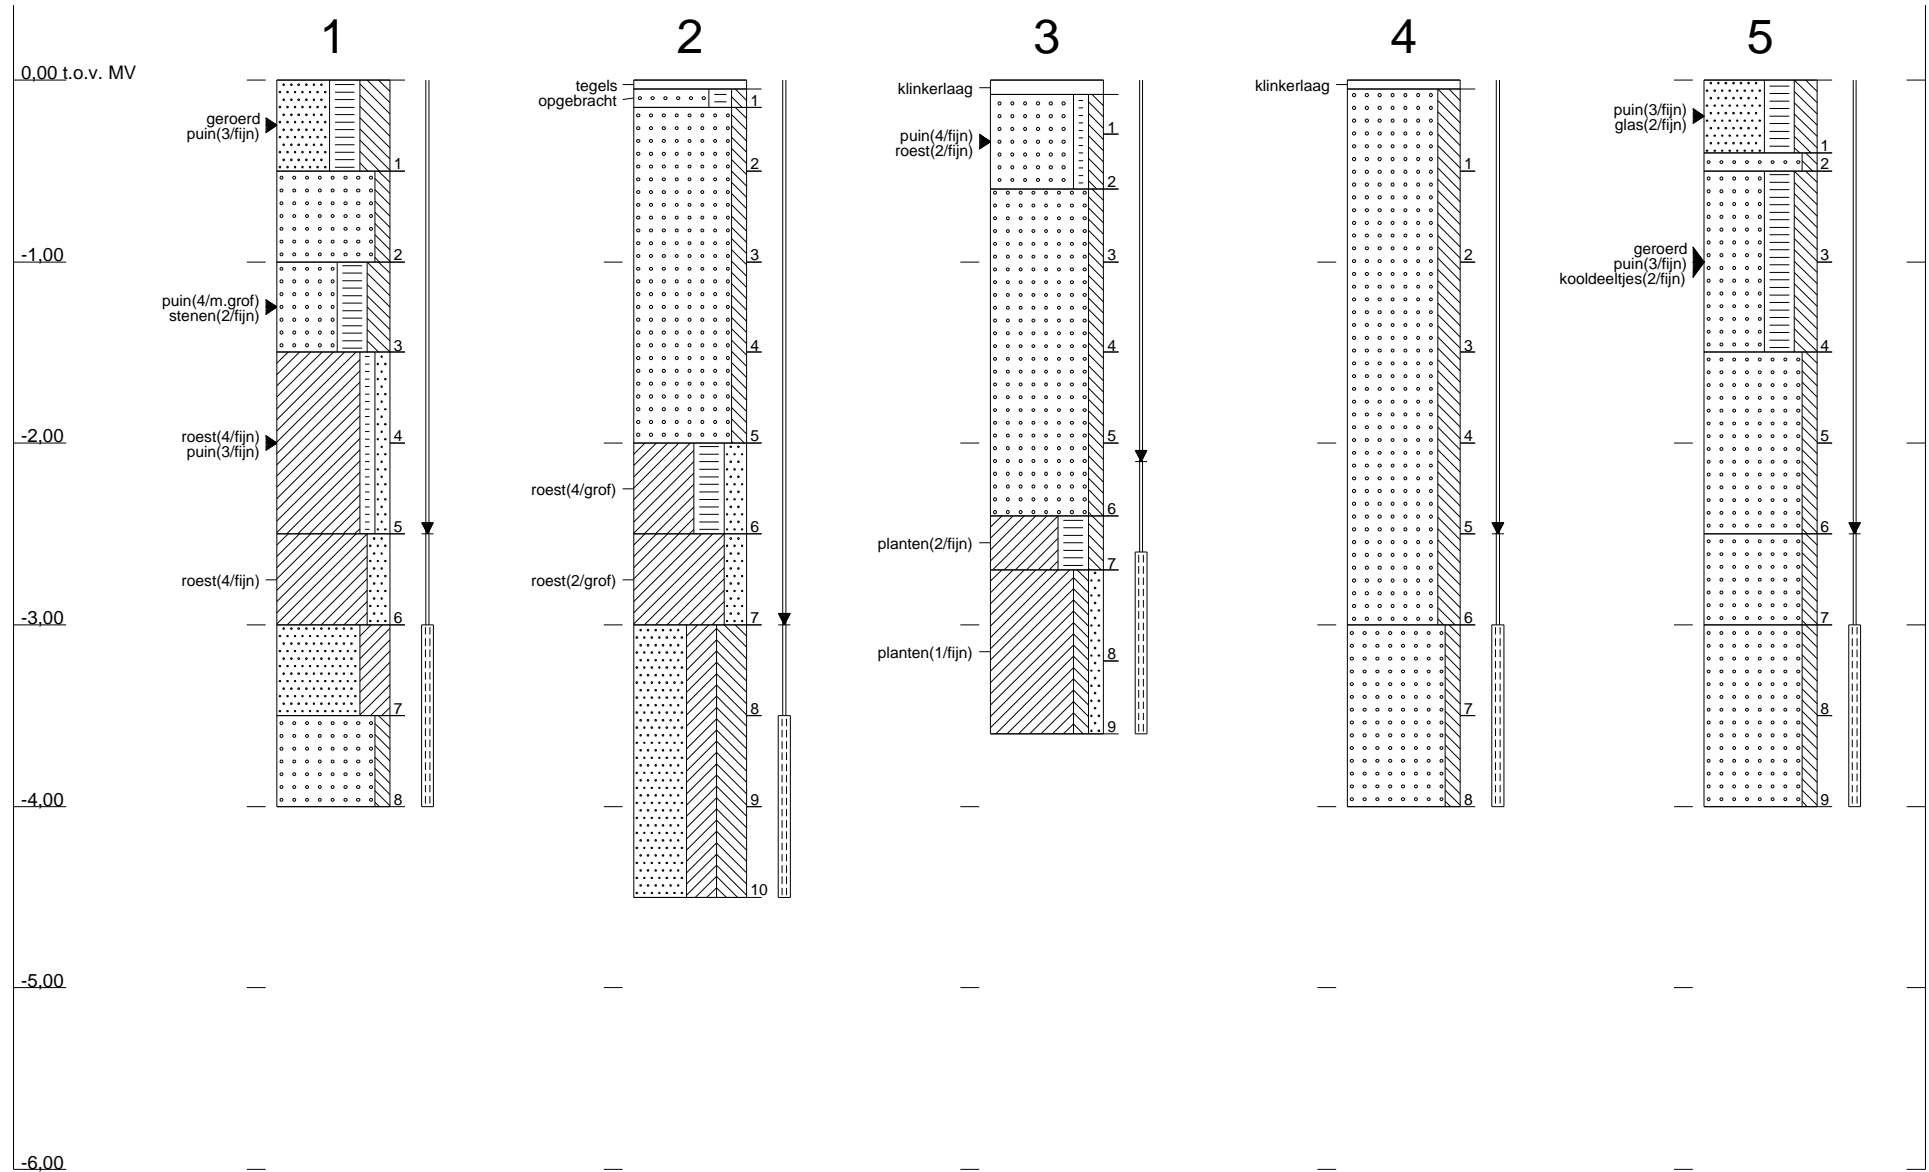 1
2
3
4
5
0,00 t.o.v. MV
-1,00
-2,00
-3,00
-4,00
-5,00
-6,00
geroerd
puin(3/fijn)
puin(4/m.grof)
stenen(2/fijn)
roest(4/fijn)
puin(3/fijn)
roest(4/fijn)
1
2
3
4
5
6
7
8
tegels
opgebracht
roest(4/grof)
roest(2/grof)
1
2
3
4
5
6
7
8
9
10
klinkerlaag
puin(4/fijn)
roest(2/fijn)
planten(2/fijn)
planten(1/fijn)
1
2
3
4
5
6
7
8
9
klinkerlaag
1
2
3
4
5
6
7
8
puin(3/fijn)
glas(2/fijn)
geroerd
puin(3/fijn)
kooldeeltjes(2/fijn)
1
2
3
4
5
6
7
8
9